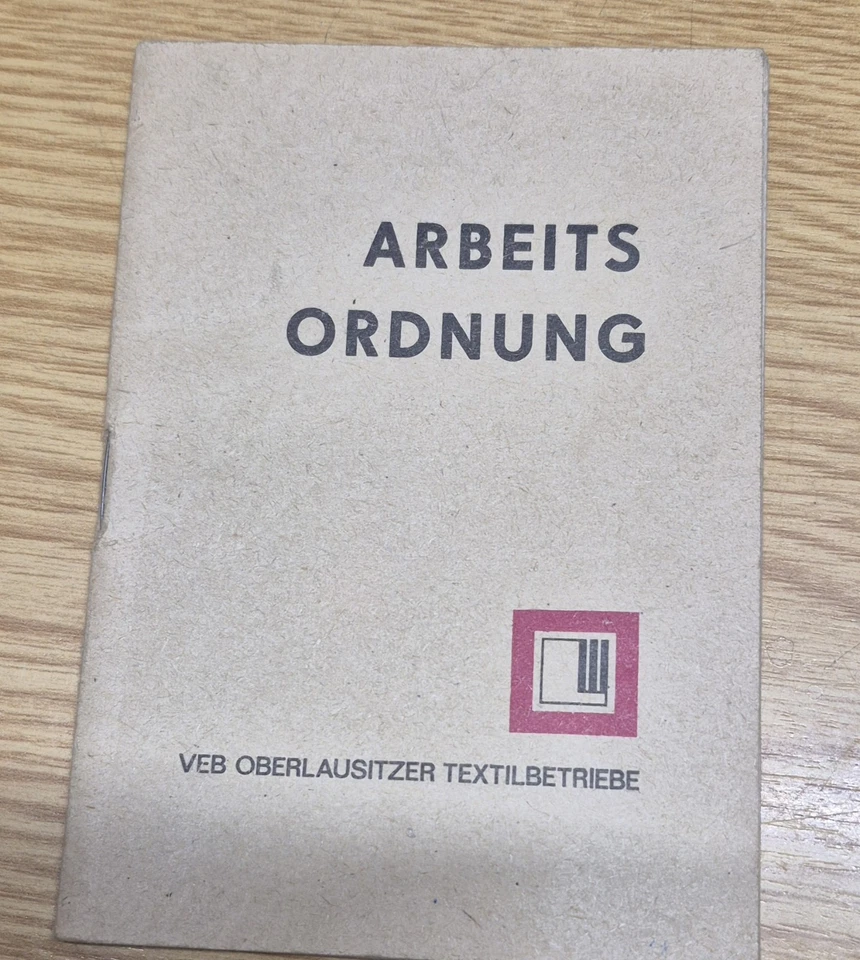 ARBEITS
ORDNUNG
VEB OBERLAUSITZER TEXTILBETRIEBE